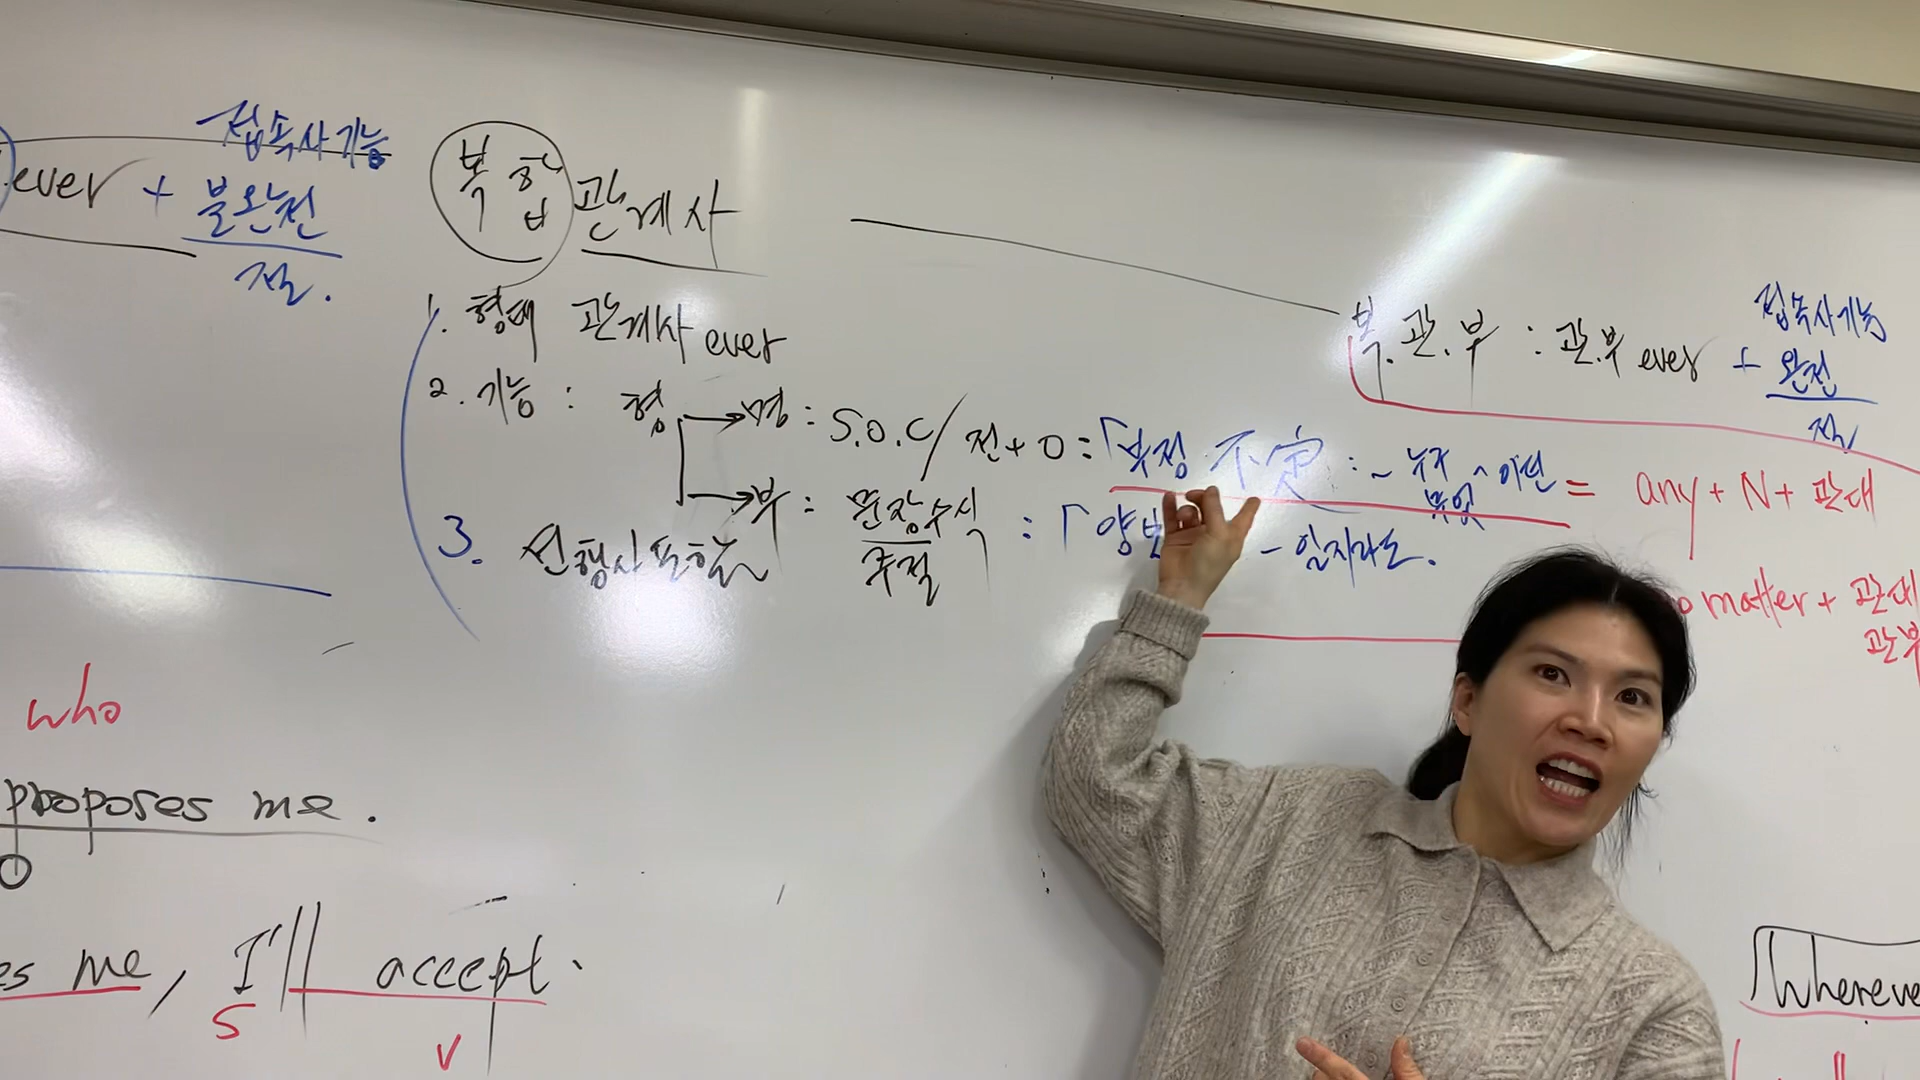 접속사기능
ever + 불완전
절.
복합관계사
1. 형태 관계사 ever
2. 기능 : 형
명 : S.O.C / 전+O = 「부정 不定 : ~ 누구 무엇 ~ 이던 = any + N + 관대
부 : 문장수식 주절 : 「양보 - 일지라도.
3. 선행사포함
복.관.부 : 관.부 ever + 완전
접속사기능
절
no matter + 관대
관부
who
proposes me.
es me, I'll accept.
S
V
Whereve